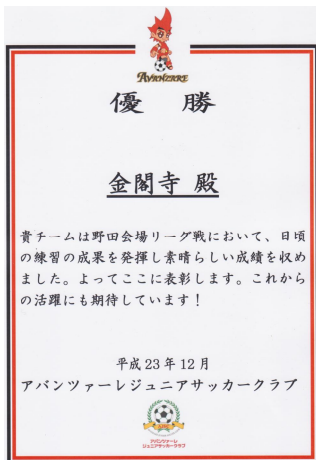 AVANZARE
優 勝
金閣寺 殿
貴チームは野田会場リーグ戦において、日頃
の練習の成果を発揮し素晴らしい成績を収め
ました。よってここに表彰します。これから
の活躍にも期待しています！
平成23年12月
アバンツァーレジュニアサッカークラブ
アバンツァーレ
ジュニアサッカークラブ